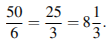 50/6 = 25/3 = 8 1/3.